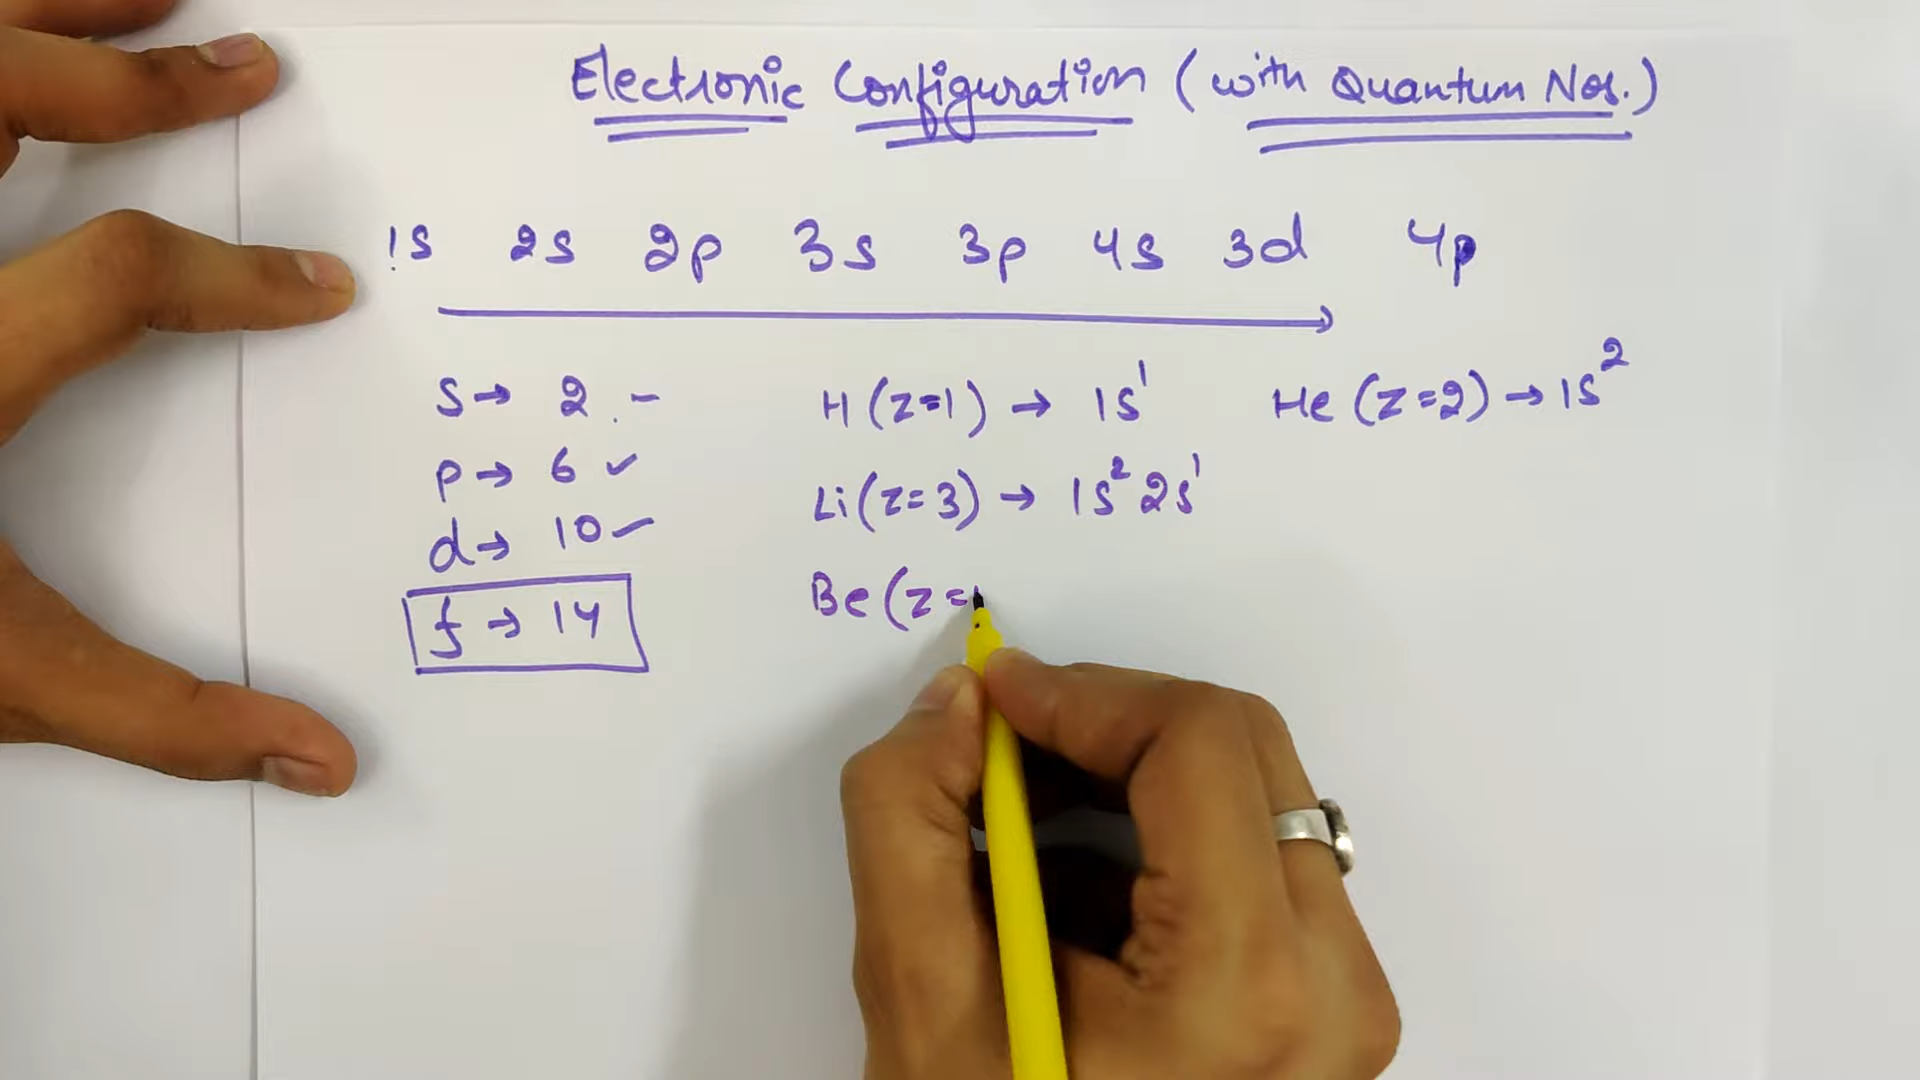 Electronic Configuration (with Quantum Nos.)
1s 2s 2p 3s 3p 4s 3d 4p
s → 2 -
p → 6 ✓
d → 10 ✓
f → 14
H (z=1) → 1s¹ He (z=2) → 1s²
Li (z=3) → 1s² 2s¹
Be (z=